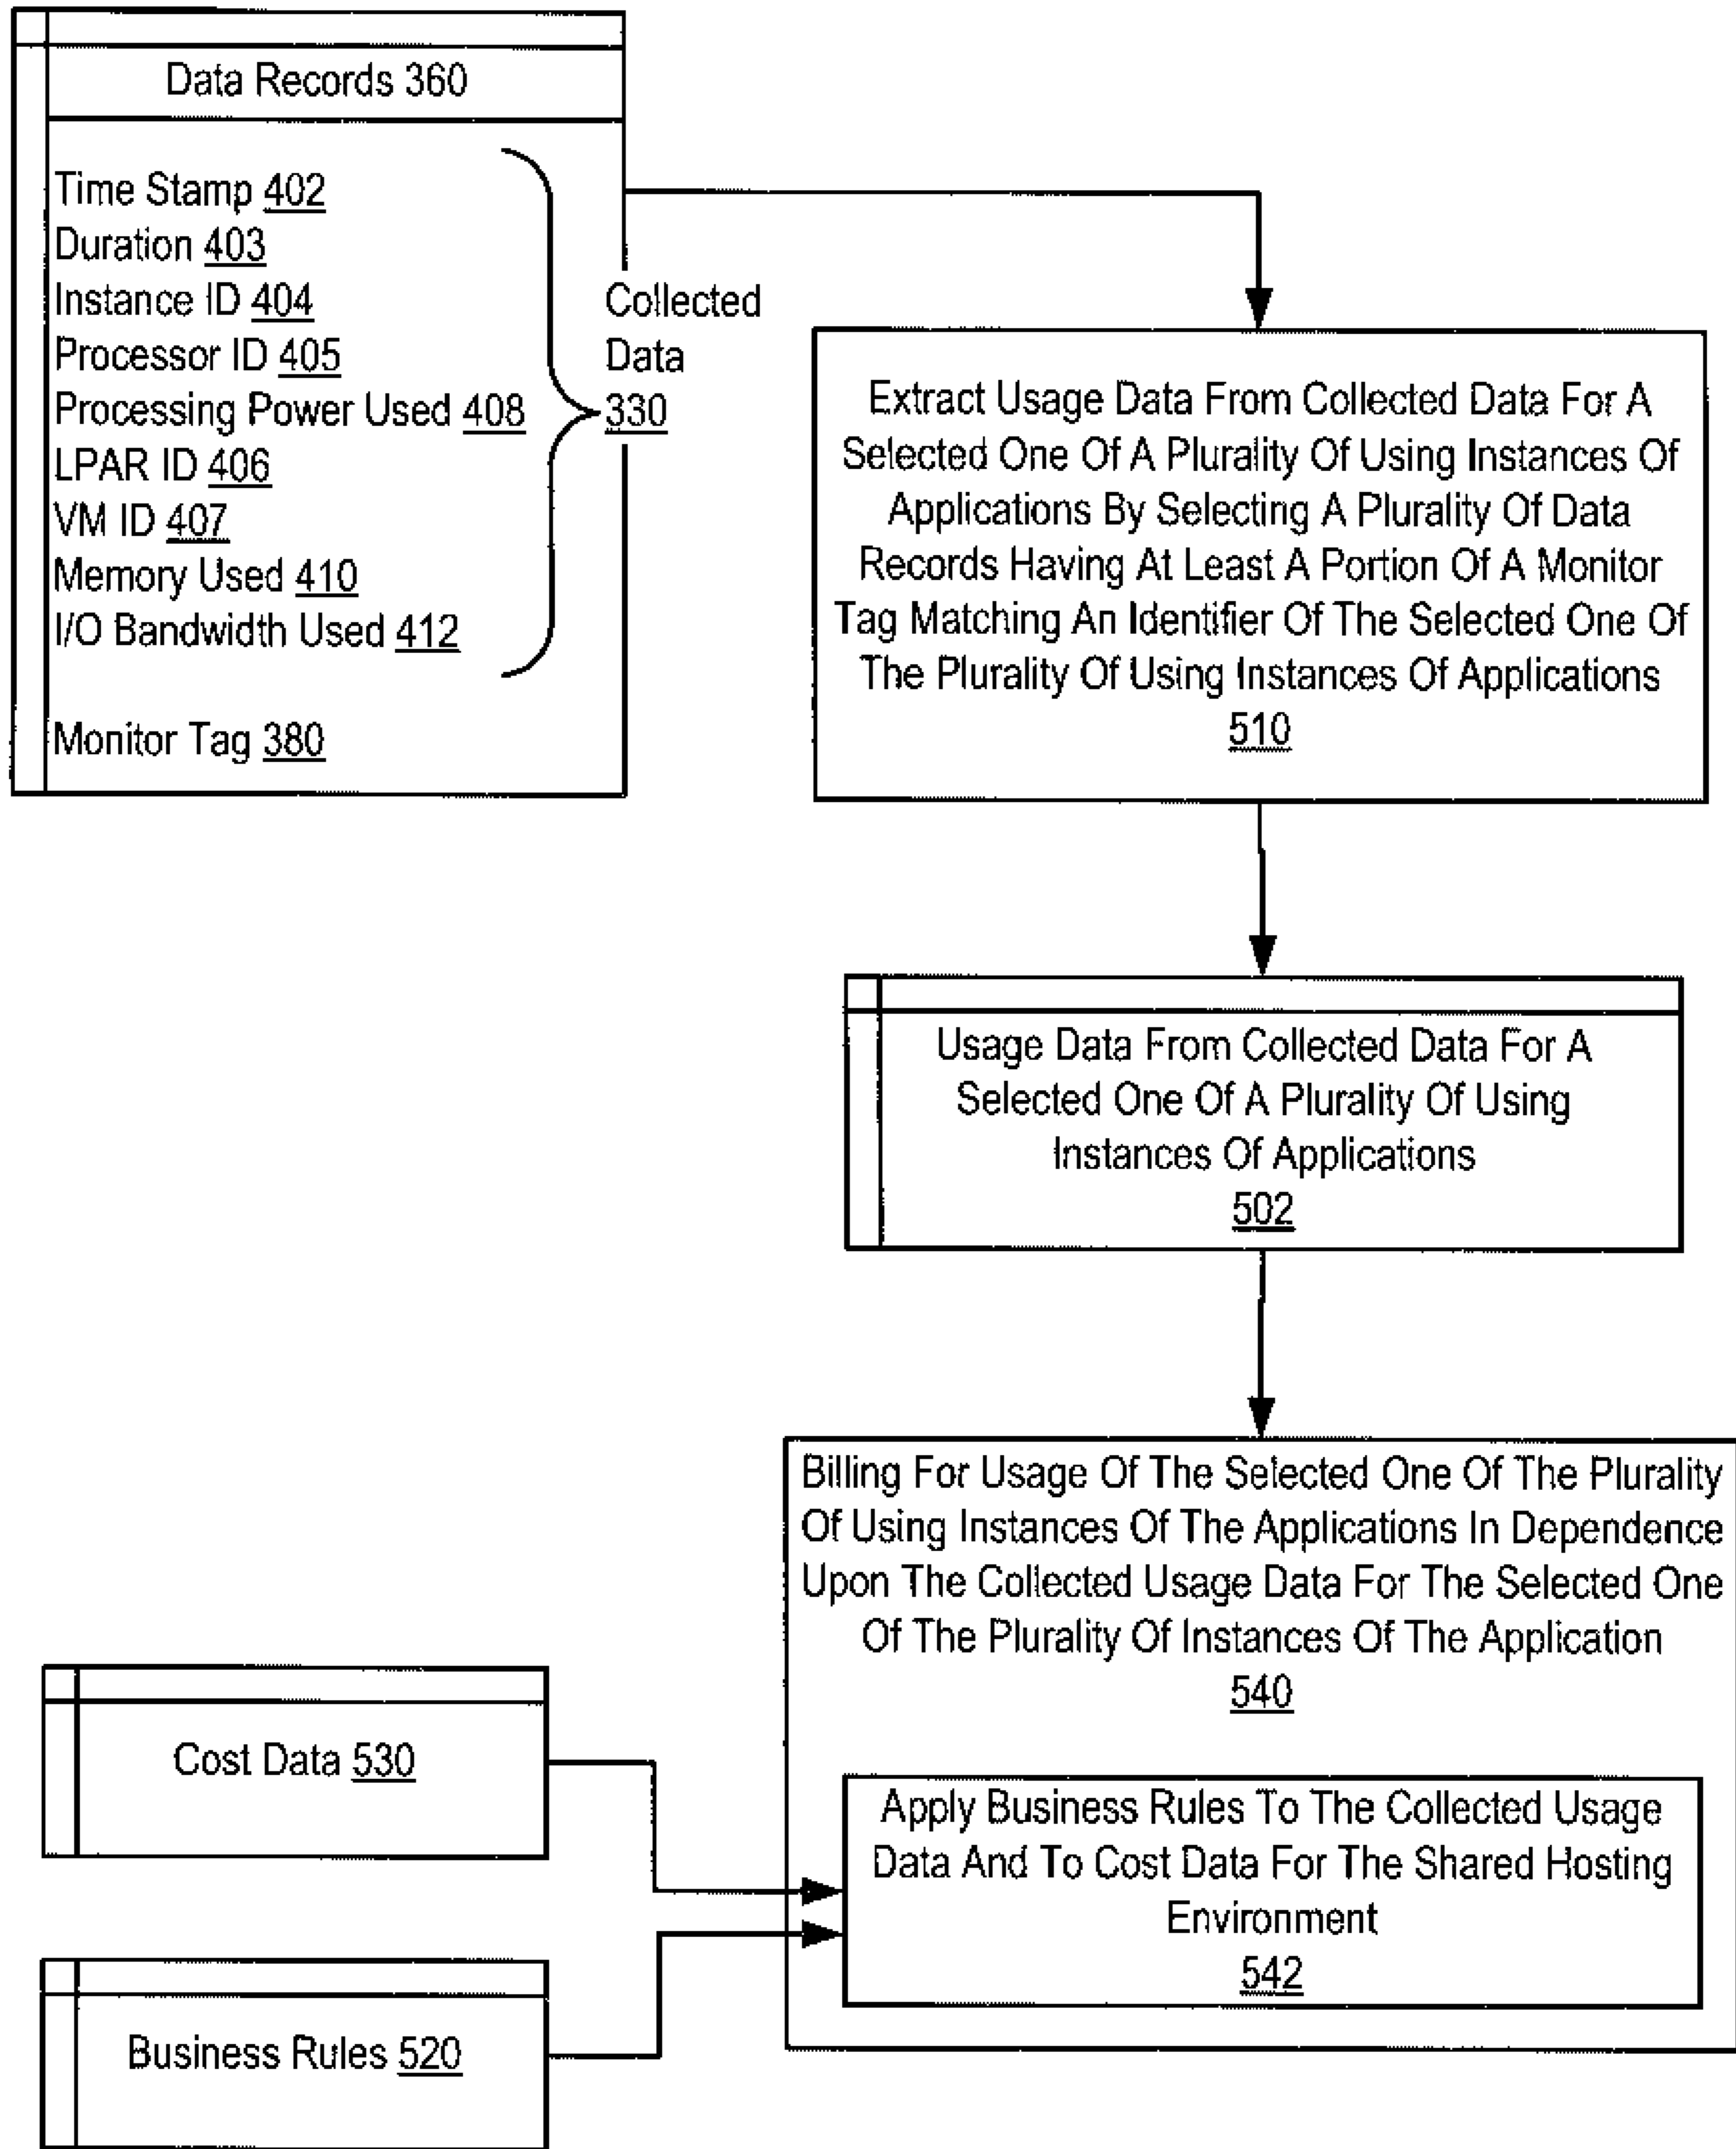 Data Records 360
Time Stamp 402
Duration 403
Instance ID 404
Processor ID 405
Processing Power Used 408
LPAR ID 406
VM ID 407
Memory Used 410
I/O Bandwidth Used 412
Monitor Tag 380
Collected
Data
330
Extract Usage Data From Collected Data For A
Selected One Of A Plurality Of Using Instances Of
Applications By Selecting A Plurality Of Data
Records Having At Least A Portion Of A Monitor
Tag Matching An Identifier Of The Selected One Of
The Plurality Of Using Instances Of Applications
510
Usage Data From Collected Data For A
Selected One Of A Plurality Of Using
Instances Of Applications
502
Billing For Usage Of The Selected One Of The Plurality
Of Using Instances Of The Applications In Dependence
Upon The Collected Usage Data For The Selected One
Of The Plurality Of Instances Of The Application
540
Cost Data 530
Apply Business Rules To The Collected Usage
Data And To Cost Data For The Shared Hosting
Environment
542
Business Rules 520